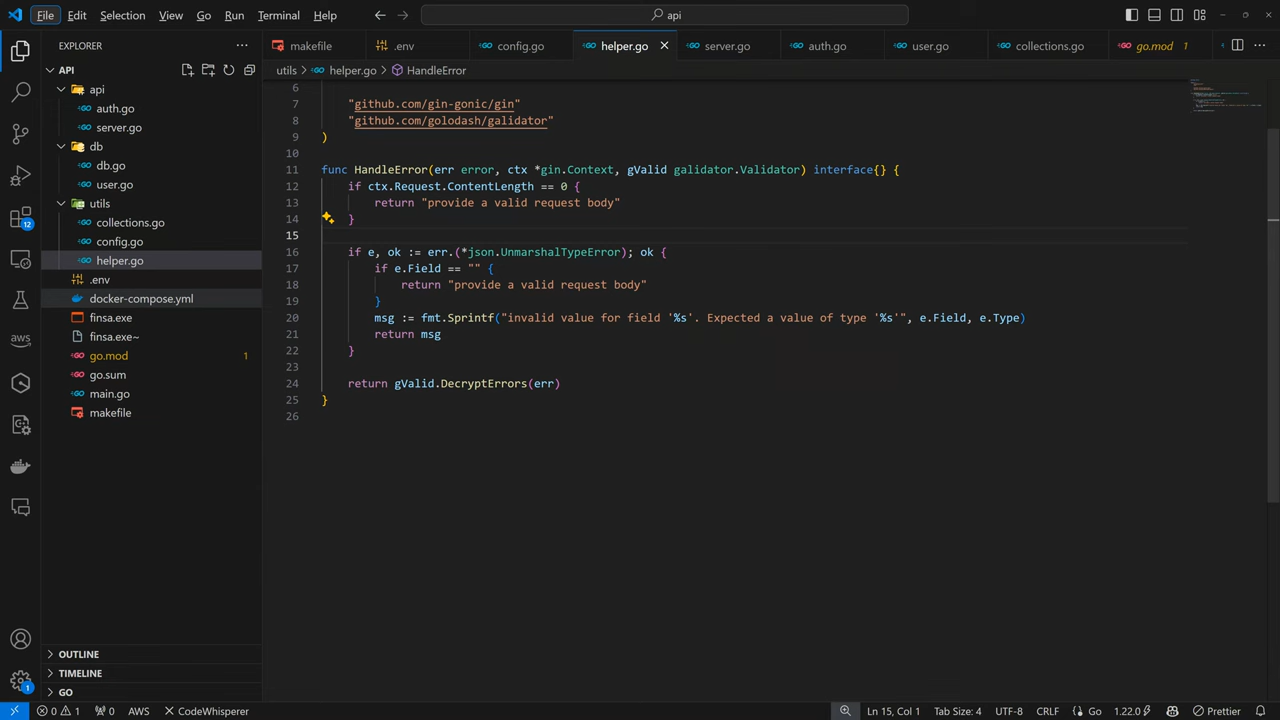 File Edit Selection View Go Run Terminal Help
api
EXPLORER
makefile
.env
config.go
helper.go
server.go
auth.go
user.go
collections.go
go.mod 1
API
utils > helper.go > HandleError
api
auth.go
server.go
db
db.go
user.go
utils
collections.go
config.go
helper.go
.env
docker-compose.yml
finsa.exe
finsa.exe~
go.mod 1
go.sum
main.go
makefile
12
6
7 "github.com/gin-gonic/gin"
8 "github.com/golodash/galidator"
9 )
10
11 func HandleError(err error, ctx *gin.Context, gValid galidator.Validator) interface{} {
12 if ctx.Request.ContentLength == 0 {
13 return "provide a valid request body"
14 }
15
16 if e, ok := err.(*json.UnmarshalTypeError); ok {
17 if e.Field == "" {
18 return "provide a valid request body"
19 }
20 msg := fmt.Sprintf("invalid value for field '%s'. Expected a value of type '%s'", e.Field, e.Type)
21 return msg
22 }
23
24 return gValid.DecryptErrors(err)
25 }
26
aws
OUTLINE
TIMELINE
GO
1
0 1 0 AWS CodeWhisperer
Ln 15, Col 1 Tab Size: 4 UTF-8 CRLF Go 1.22.0 Prettier